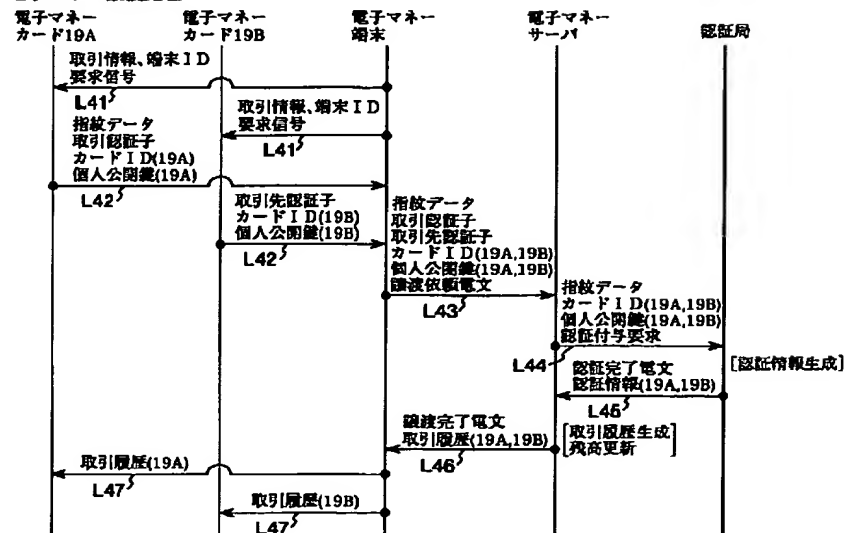 電子マネー
カード19A
電子マネー
カード19B
電子マネー
端末
電子マネー
サーバ
認証局
取引情報、端末ID
要求信号
L41
取引情報、端末ID
要求信号
L41
指紋データ
取引認証子
カードID(19A)
個人公開鍵(19A)
L42
取引先認証子
カードID(19B)
個人公開鍵(19B)
L42
指紋データ
取引認証子
取引先認証子
カードID(19A,19B)
個人公開鍵(19A,19B)
譲渡依頼電文
L43
指紋データ
カードID(19A,19B)
個人公開鍵(19A,19B)
認証付与要求
L44
[認証情報生成]
認証完了電文
認証情報(19A,19B)
L45
譲渡完了電文
取引履歴(19A,19B)
L46
[取引履歴生成
残高更新]
取引履歴(19A)
L47
取引履歴(19B)
L47